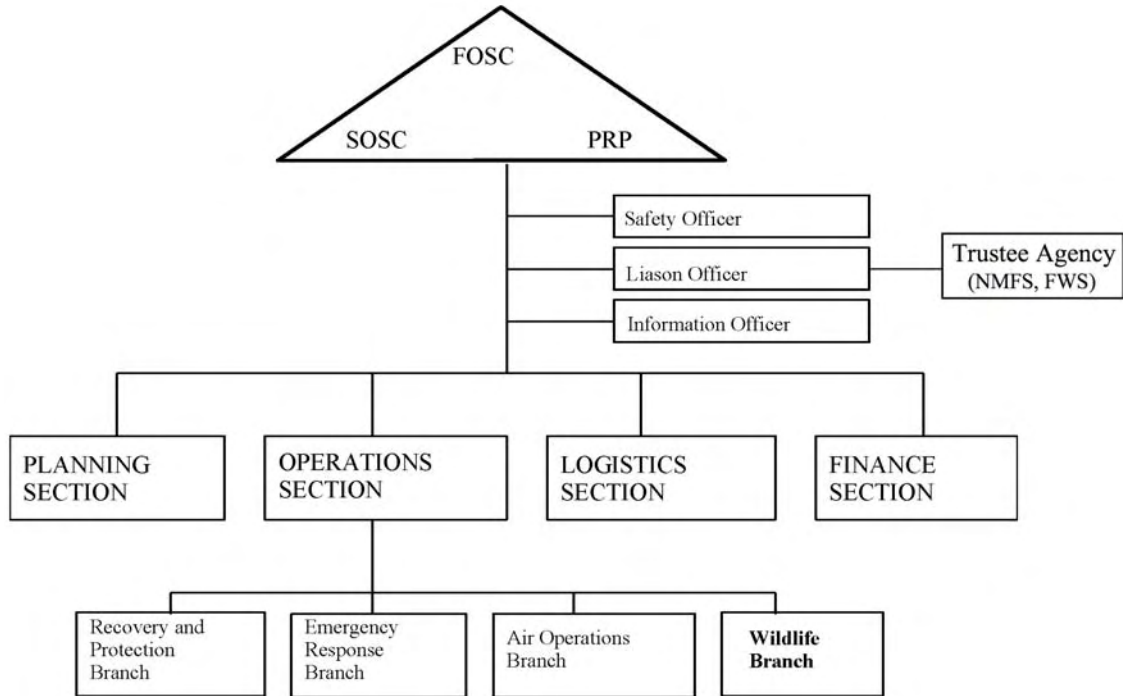 FOSC
SOSC PRP
Safety Officer
Liason Officer
Trustee Agency
(NMFS, FWS)
Information Officer
PLANNING
SECTION
OPERATIONS
SECTION
LOGISTICS
SECTION
FINANCE
SECTION
Recovery and
Protection
Branch
Emergency
Response
Branch
Air Operations
Branch
Wildlife
Branch